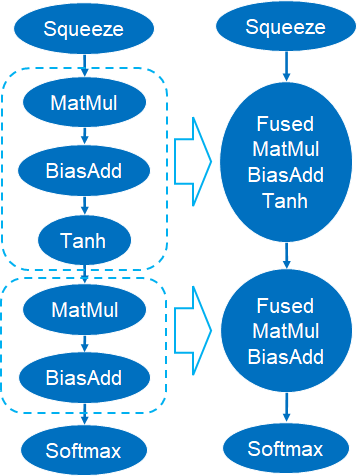 Squeeze
MatMul
BiasAdd
Tanh
MatMul
BiasAdd
Softmax
Squeeze
Fused
MatMul
BiasAdd
Tanh
Fused
MatMul
BiasAdd
Softmax